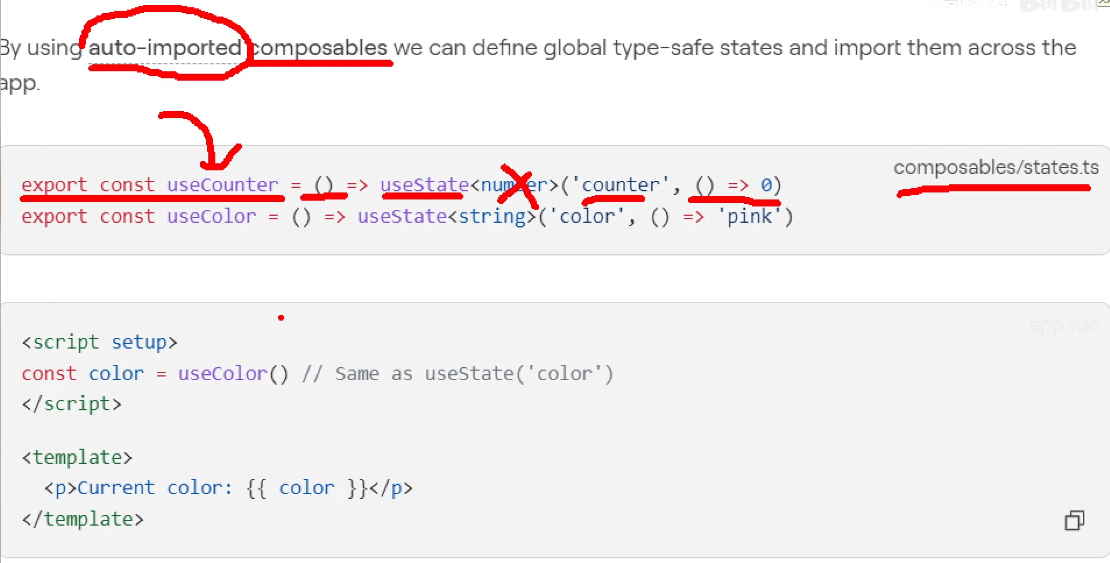 By using auto-imported composables we can define global type-safe states and import them across the
app.
composables/states.ts
export const useCounter = () => useState<number>('counter', () => 0)
export const useColor = () => useState<string>('color', () => 'pink')
app.vue
<script setup>
const color = useColor() // Same as useState('color')
</script>
<template>
<p>Current color: {{ color }}</p>
</template>